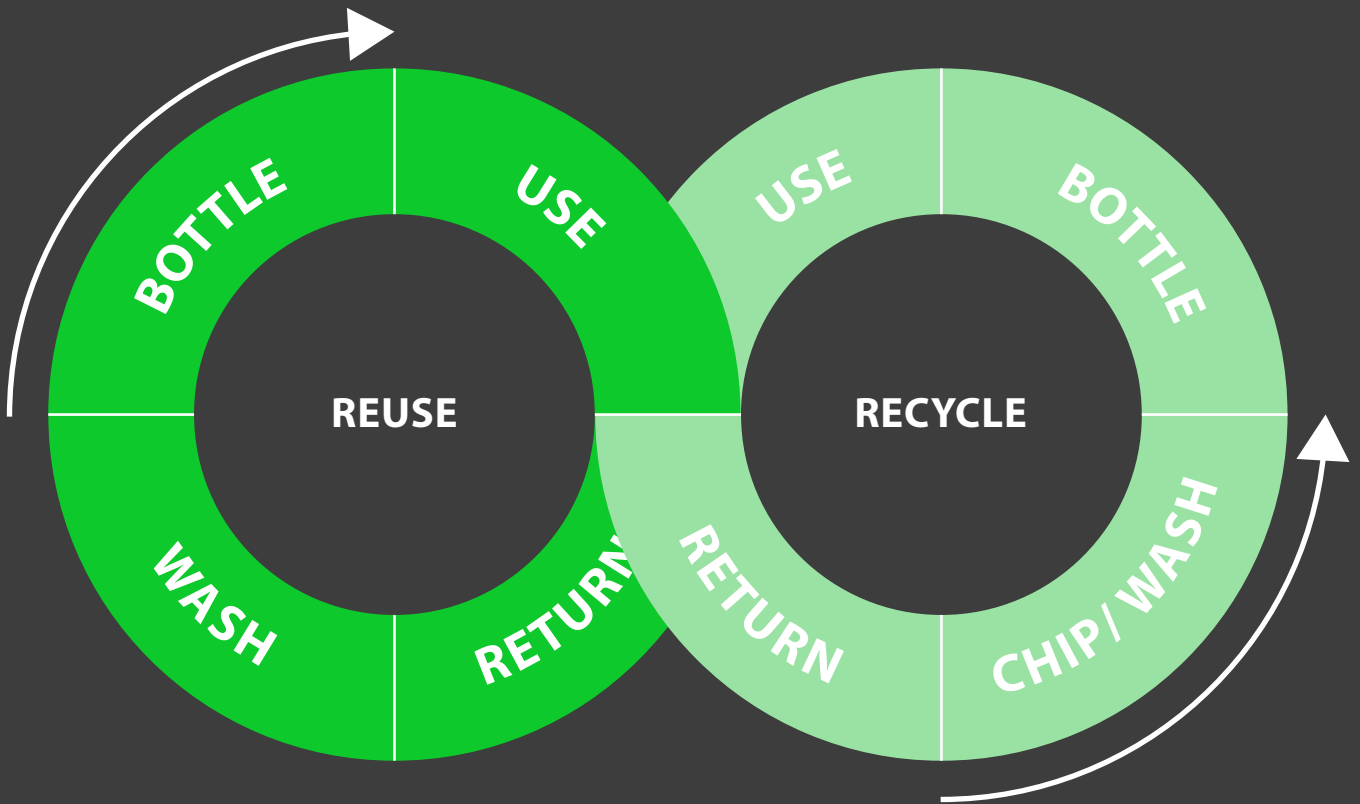 BOTTLE
USE
REUSE
WASH
RETURN
USE
BOTTLE
RECYCLE
RETURN
CHIP/ WASH